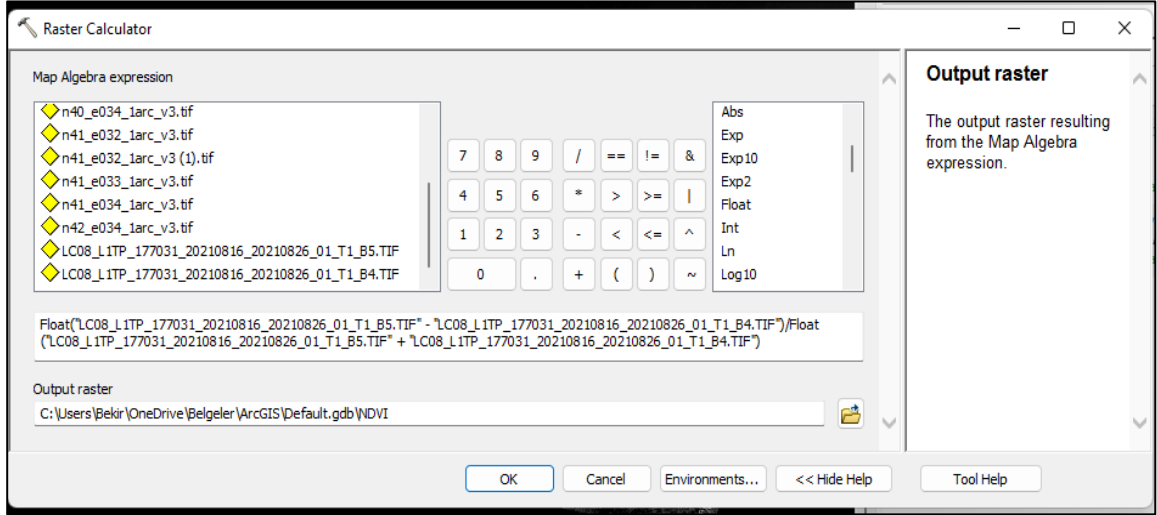 Raster Calculator
Map Algebra expression
n40_e034_1arc_v3.tif
n41_e032_1arc_v3.tif
n41_e032_1arc_v3 (1).tif
n41_e033_1arc_v3.tif
n41_e034_1arc_v3.tif
n42_e034_1arc_v3.tif
LC08_L1TP_177031_20210816_20210826_01_T1_B5.TIF
LC08_L1TP_177031_20210816_20210826_01_T1_B4.TIF
7 8 9 / == != &
4 5 6 * > >= |
1 2 3 - < <= ^
0 . + ( ) ~
Abs
Exp
Exp10
Exp2
Float
Int
Ln
Log10
Float("LC08_L1TP_177031_20210816_20210826_01_T1_B5.TIF" - "LC08_L1TP_177031_20210816_20210826_01_T1_B4.TIF")/Float
("LC08_L1TP_177031_20210816_20210826_01_T1_B5.TIF" + "LC08_L1TP_177031_20210816_20210826_01_T1_B4.TIF")
Output raster
C:\Users\Bekir\OneDrive\Belgeler\ArcGIS\Default.gdb\NDVI
OK Cancel Environments... << Hide Help Tool Help
Output raster
The output raster resulting
from the Map Algebra
expression.